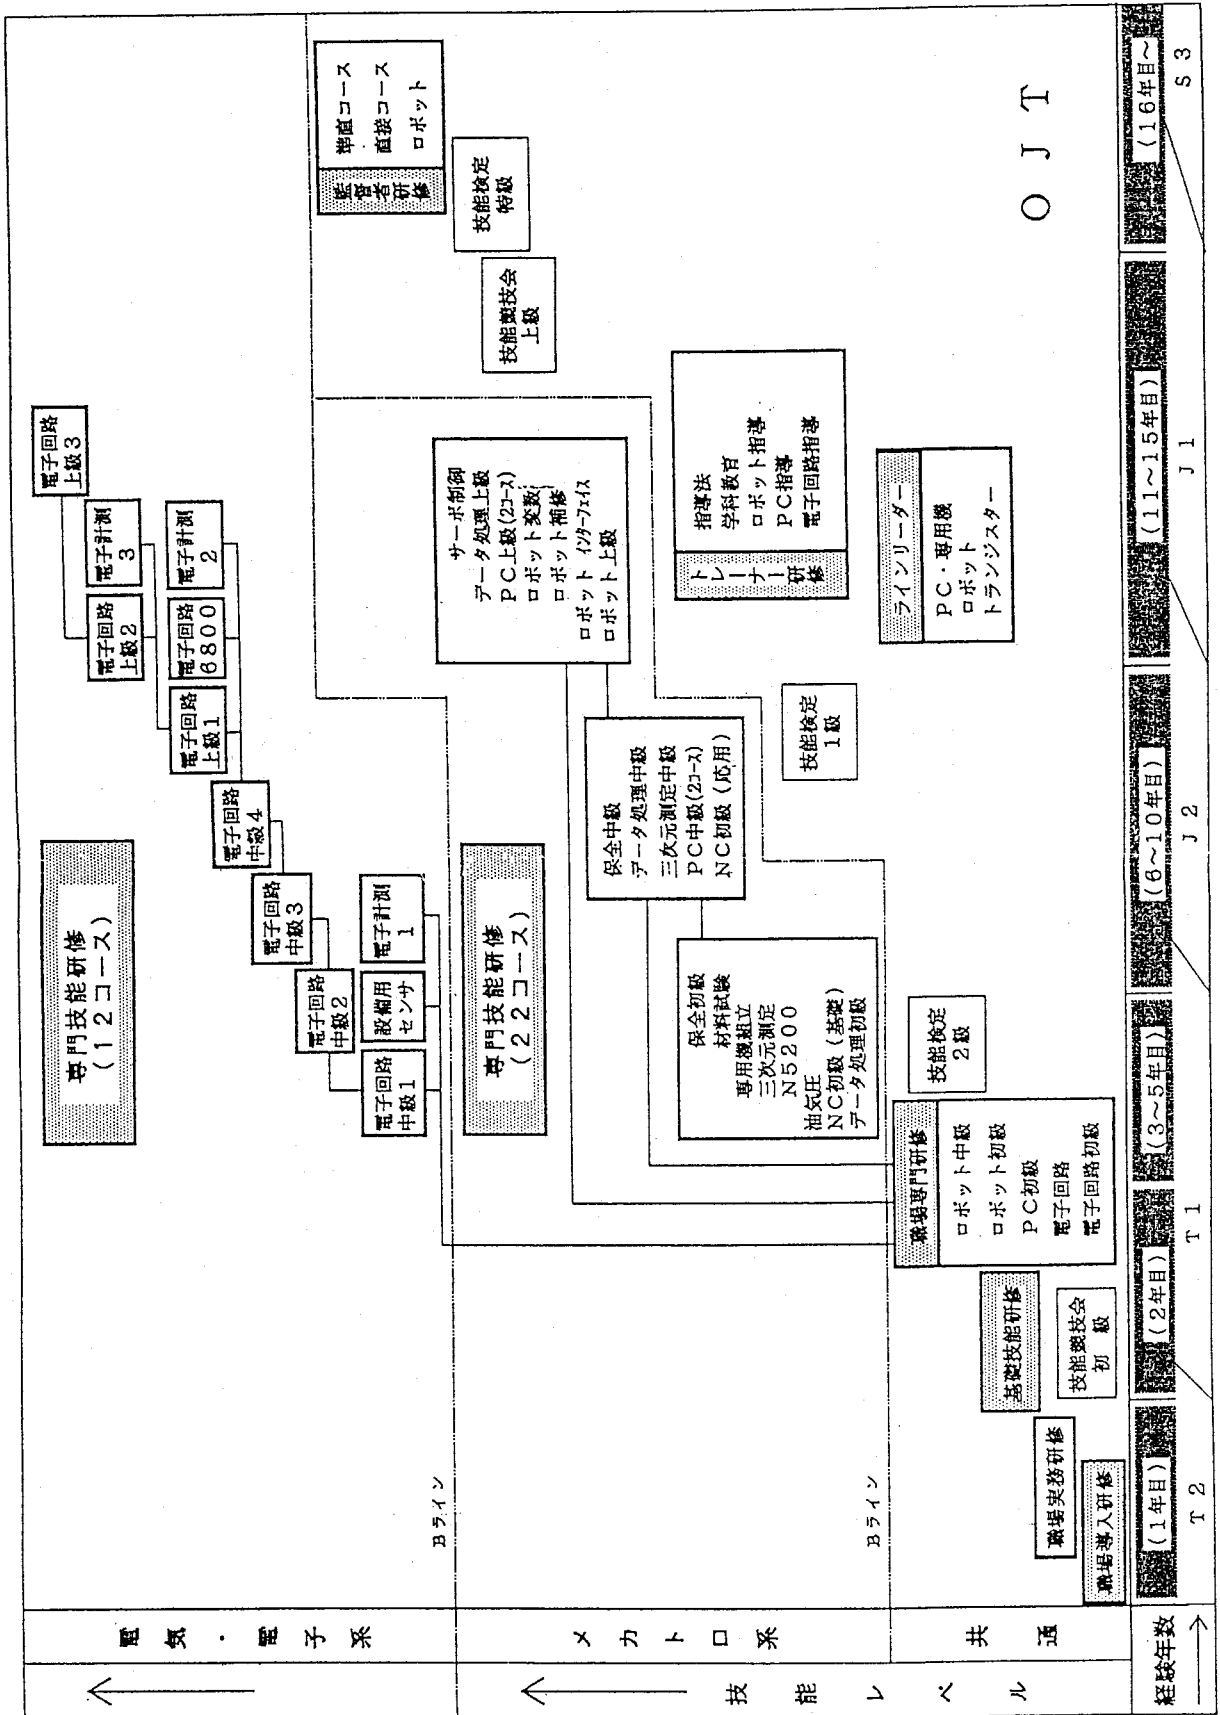 電気・電子系
メカトロ系
共通
技能レベル
経験年数
専門技能研修
(12コース)
電子回路
上級3
電子計測
3
電子回路
上級2
電子計測
2
電子回路
6800
電子回路
上級1
電子回路
中級4
電子回路
中級3
電子回路
中級2
電子計測
1
設備用
センサ
電子回路
中級1
Bライン
専門技能研修
(22コース)
監督者研修
準直コース
直接コース
ロボット
技能検定
特級
技能競技会
上級
サーボ制御
データ処理上級
PC上級(2コース)
ロボット変数
ロボット補修
ロボット インターフェイス
ロボット上級
保全中級
データ処理中級
三次元測定中級
PC中級(2コース)
NC初級(応用)
保全初級
材料試験
専用機組立
三次元測定
N5200
油気圧
NC初級(基礎)
データ処理初級
トレーナー研修
指導法
学科教育
ロボット指導
PC指導
電子回路指導
技能検定
1級
Bライン
ラインリーダー
PC・専用機
ロボット
トランジスター
技能検定
2級
職場専門研修
ロボット中級
ロボット初級
PC初級
電子回路
電子回路初級
基礎技能研修
技能競技会
初級
職場実務研修
職場導入研修
OJT
(1年目)
(2年目)
(3~5年目)
(6~10年目)
(11~15年目)
(16年目~
T2
T1
J2
J1
S3